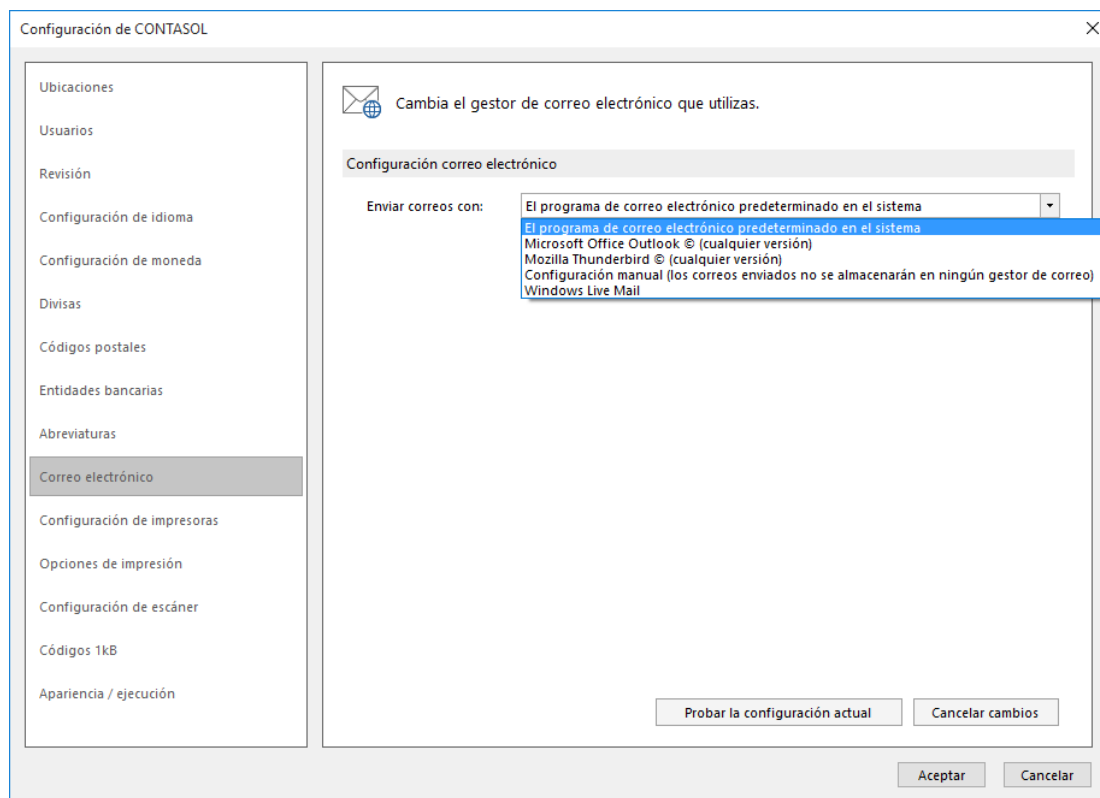 Configuración de CONTASOL
Ubicaciones
Usuarios
Revisión
Configuración de idioma
Configuración de moneda
Divisas
Códigos postales
Entidades bancarias
Abreviaturas
Correo electrónico
Configuración de impresoras
Opciones de impresión
Configuración de escáner
Códigos 1kB
Apariencia / ejecución
Cambia el gestor de correo electrónico que utilizas.
Configuración correo electrónico
Enviar correos con: El programa de correo electrónico predeterminado en el sistema
El programa de correo electrónico predeterminado en el sistema
Microsoft Office Outlook © (cualquier versión)
Mozilla Thunderbird © (cualquier versión)
Configuración manual (los correos enviados no se almacenarán en ningún gestor de correo)
Windows Live Mail
Probar la configuración actual Cancelar cambios
Aceptar Cancelar